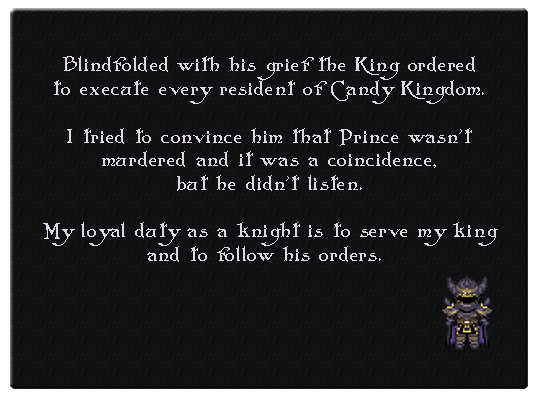 Blindfolded with his grief the King ordered
to execute every resident of Candy Kingdom.
I tried to convince him that Prince wasn't
murdered and it was a coincidence,
but he didn't listen.
My loyal duty as a knight is to serve my king
and to follow his orders.